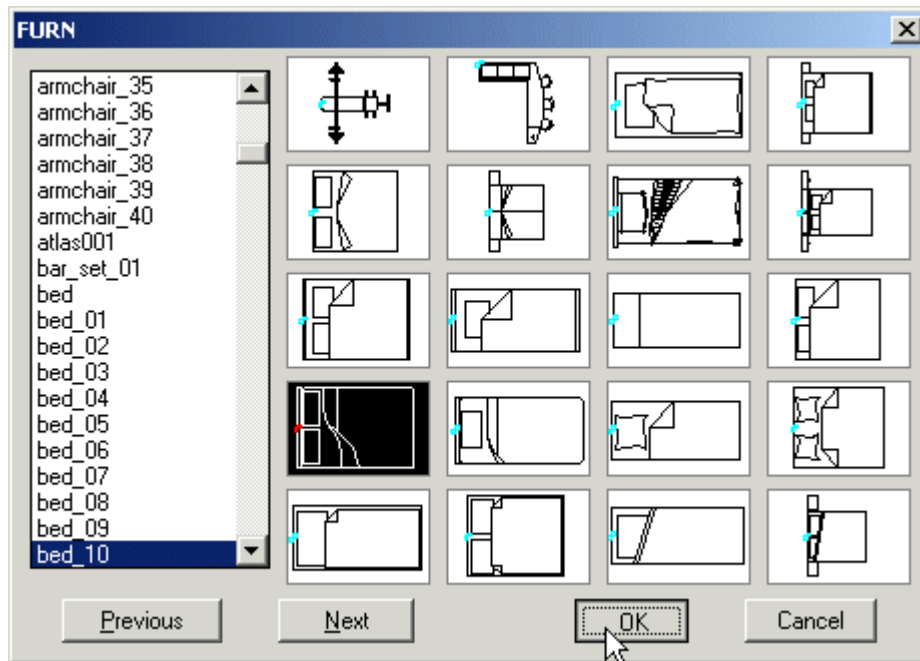 FURN
armchair_35
armchair_36
armchair_37
armchair_38
armchair_39
armchair_40
atlas001
bar_set_01
bed
bed_01
bed_02
bed_03
bed_04
bed_05
bed_06
bed_07
bed_08
bed_09
bed_10
Previous
Next
OK
Cancel